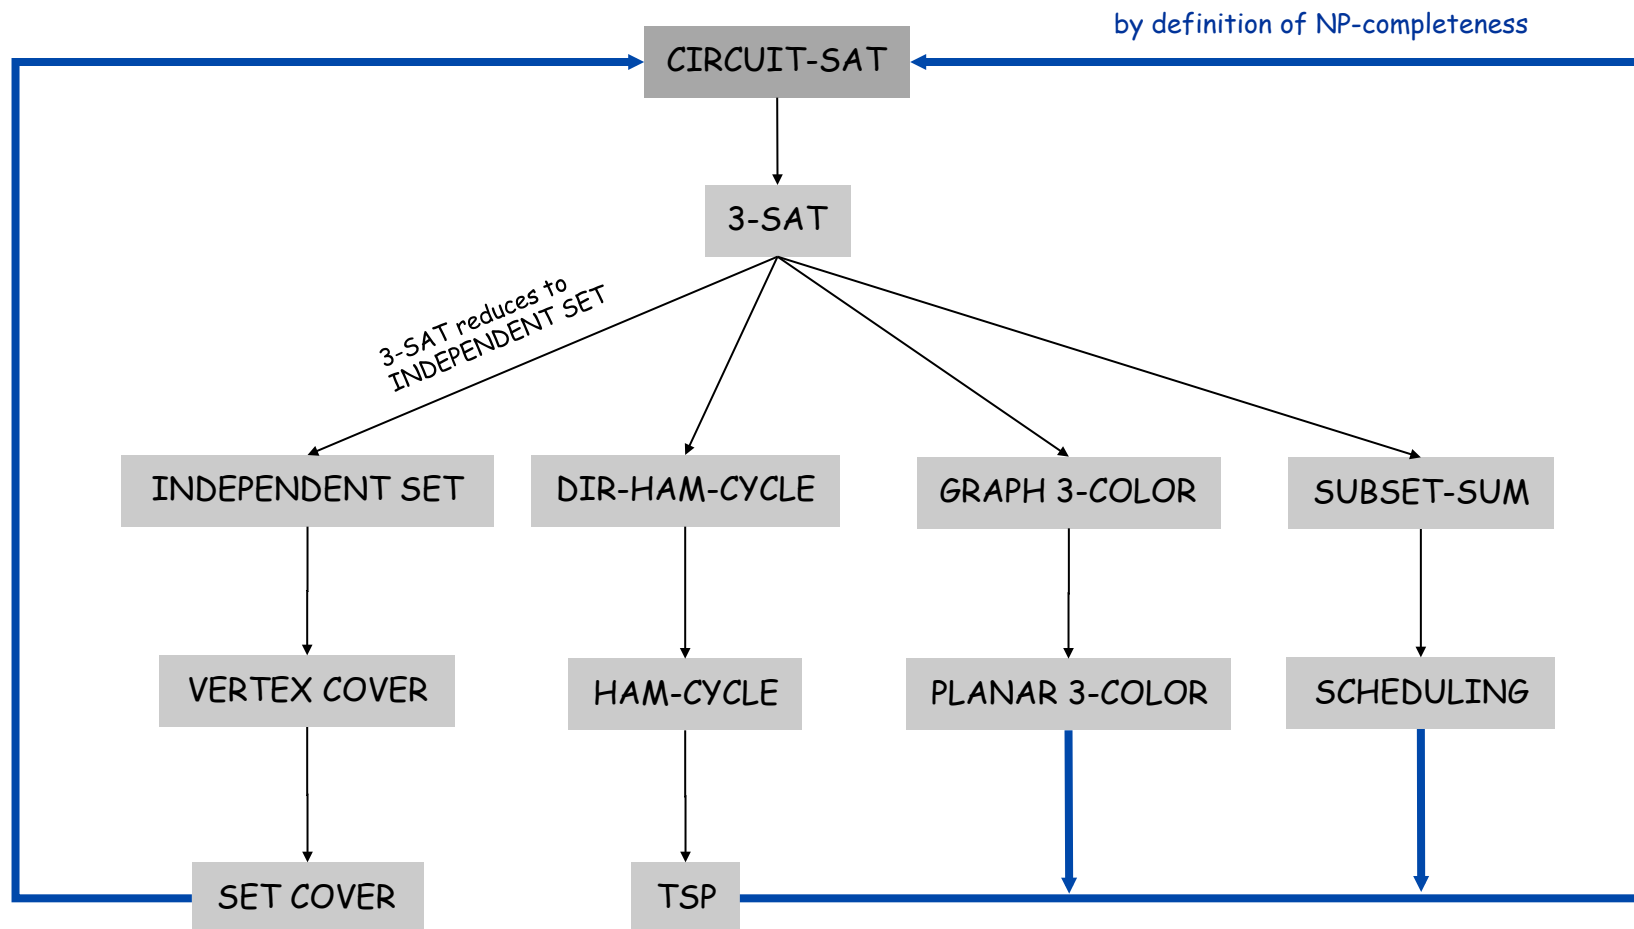 by definition of NP-completeness
CIRCUIT-SAT
3-SAT
3-SAT reduces to
INDEPENDENT SET
INDEPENDENT SET
DIR-HAM-CYCLE
GRAPH 3-COLOR
SUBSET-SUM
VERTEX COVER
HAM-CYCLE
PLANAR 3-COLOR
SCHEDULING
SET COVER
TSP